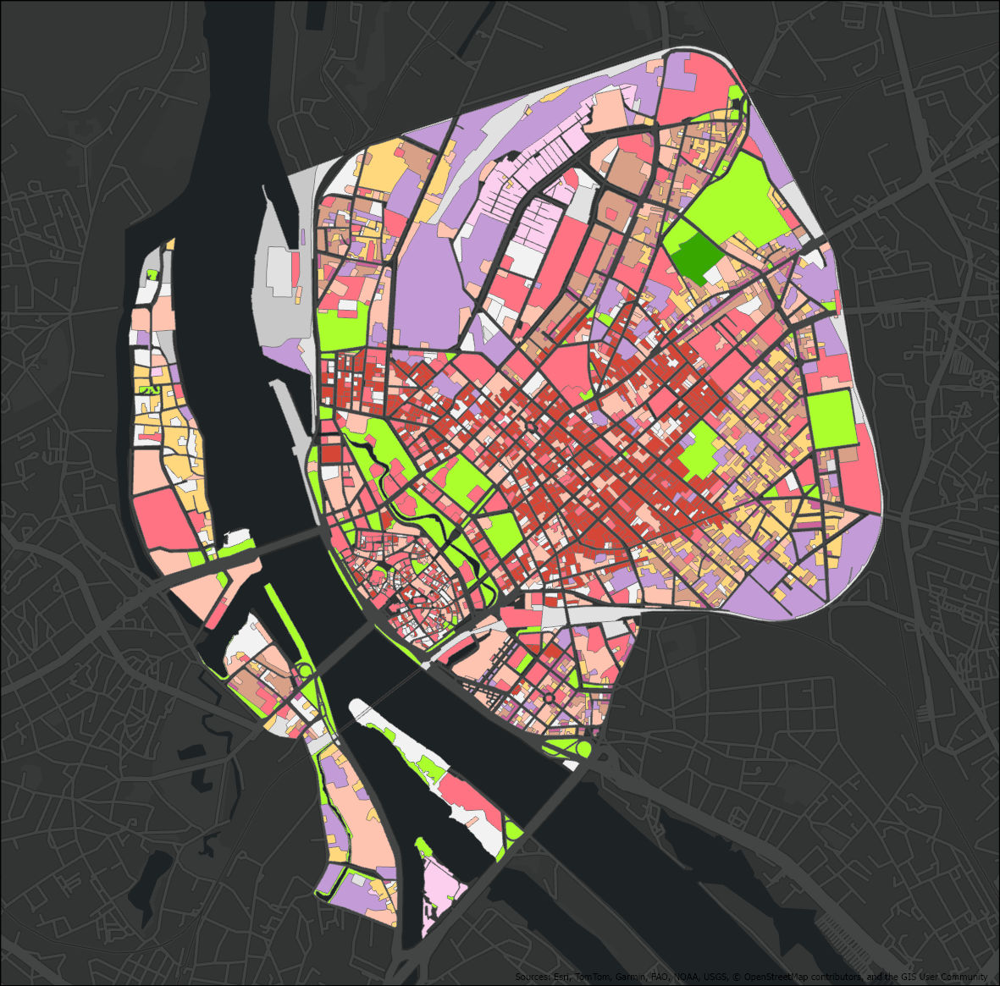 Sources: Esri, TomTom, Garmin, FAO, NOAA, USGS, © OpenStreetMap contributors, and the GIS User Community